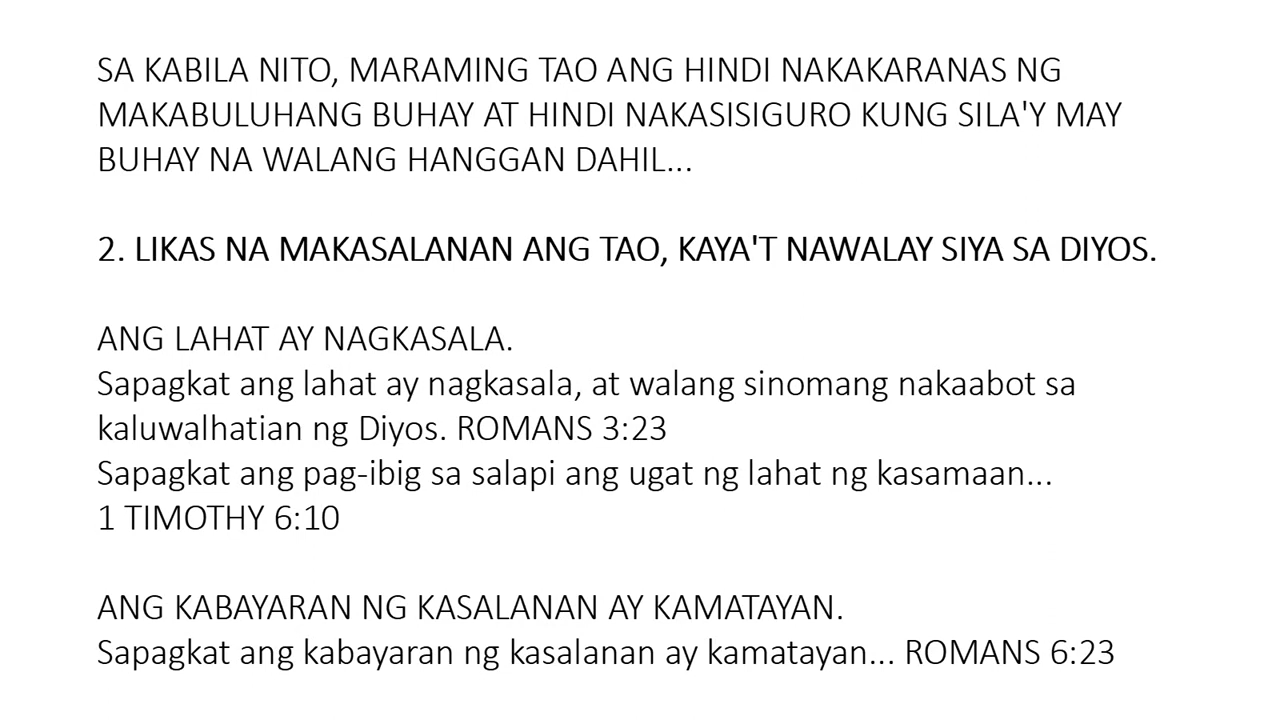 SA KABILA NITO, MARAMING TAO ANG HINDI NAKAKARANAS NG
MAKABULUHANG BUHAY AT HINDI NAKASISIGURO KUNG SILA'Y MAY
BUHAY NA WALANG HANGGAN DAHIL...
2. LIKAS NA MAKASALANAN ANG TAO, KAYA'T NAWALAY SIYA SA DIYOS.
ANG LAHAT AY NAGKASALA.
Sapagkat ang lahat ay nagkasala, at walang sinomang nakaabot sa
kaluwalhatian ng Diyos. ROMANS 3:23
Sapagkat ang pag-ibig sa salapi ang ugat ng lahat ng kasamaan...
1 TIMOTHY 6:10
ANG KABAYARAN NG KASALANAN AY KAMATAYAN.
Sapagkat ang kabayaran ng kasalanan ay kamatayan... ROMANS 6:23